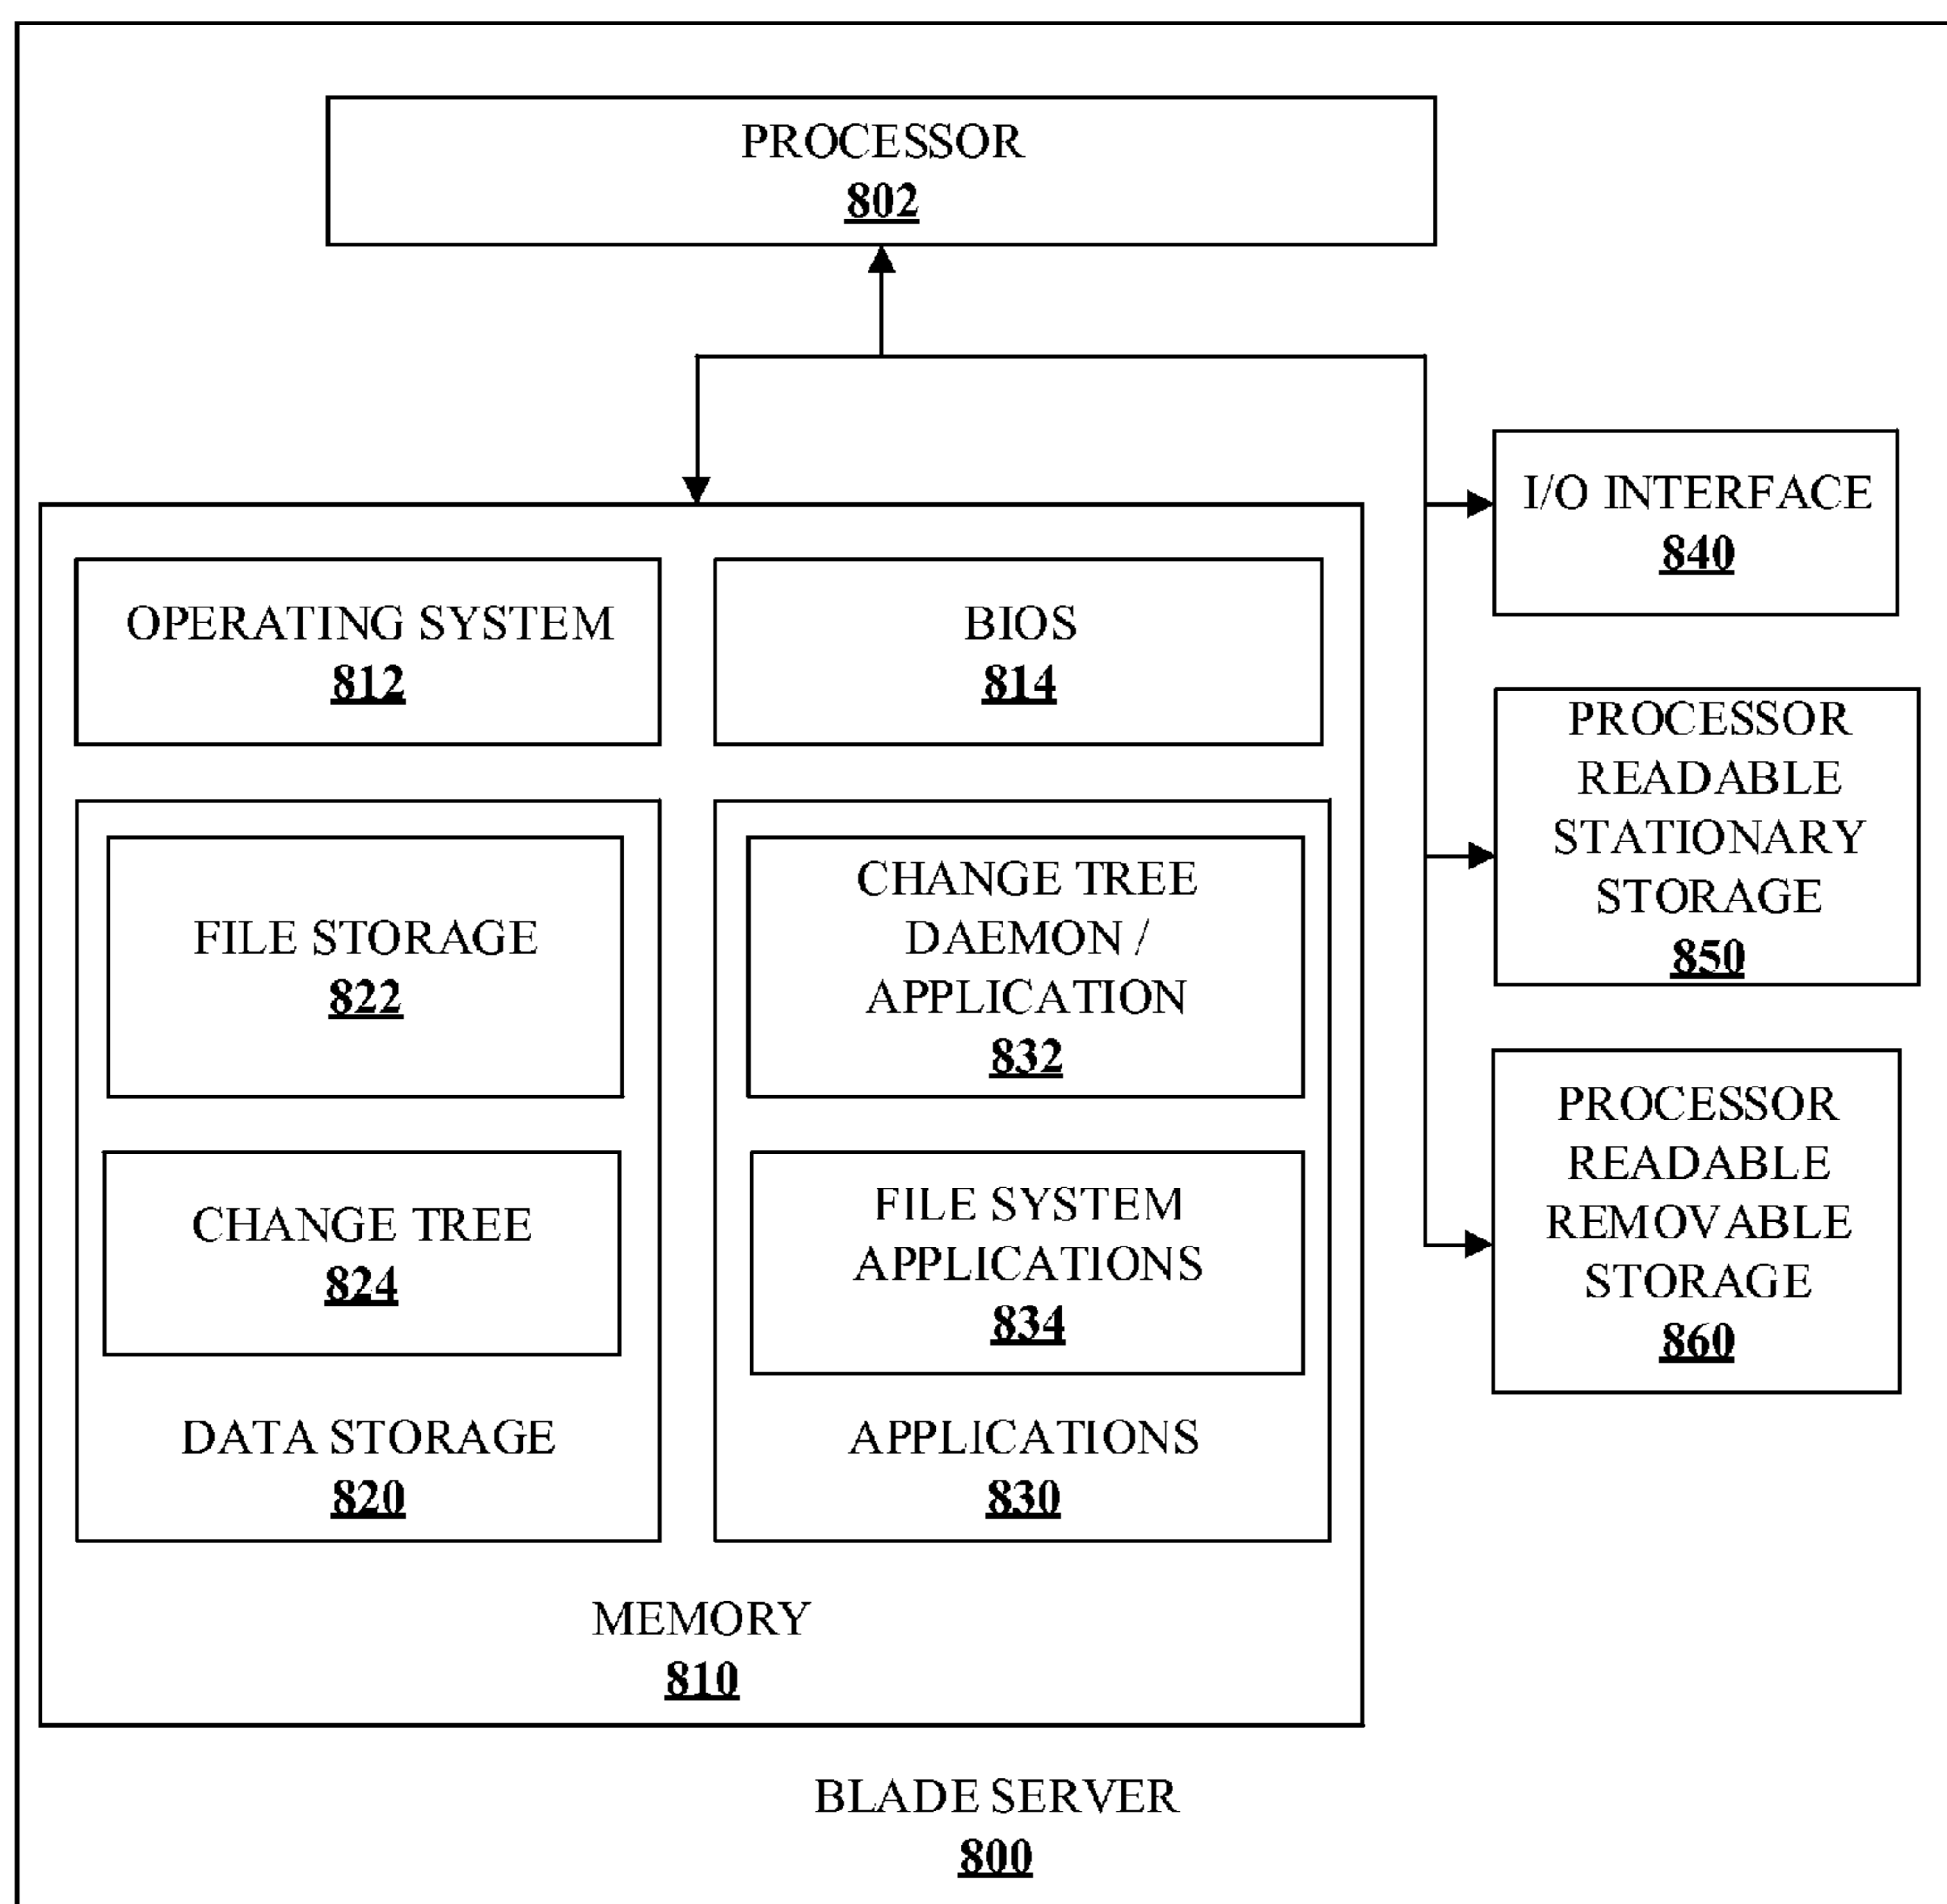 PROCESSOR
802
I/O INTERFACE
840
OPERATING SYSTEM
812
BIOS
814
PROCESSOR
READABLE
STATIONARY
STORAGE
850
FILE STORAGE
822
CHANGE TREE
DAEMON /
APPLICATION
832
PROCESSOR
READABLE
REMOVABLE
STORAGE
860
CHANGE TREE
824
FILE SYSTEM
APPLICATIONS
834
DATA STORAGE
820
APPLICATIONS
830
MEMORY
810
BLADE SERVER
800